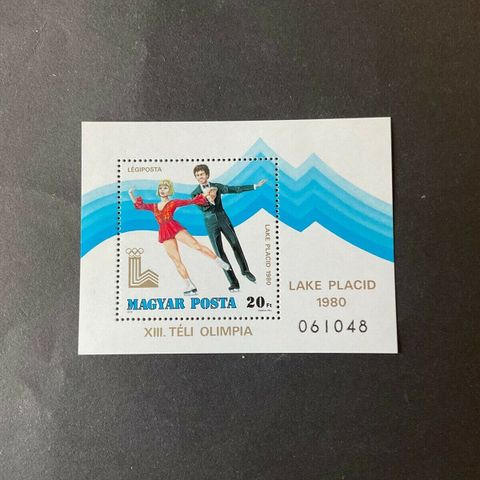 LÉGIPOSTA
LAKE PLACID 1980
MAGYAR POSTA 20 Ft
XIII. TÉLI OLIMPIA
LAKE PLACID
1980
061048